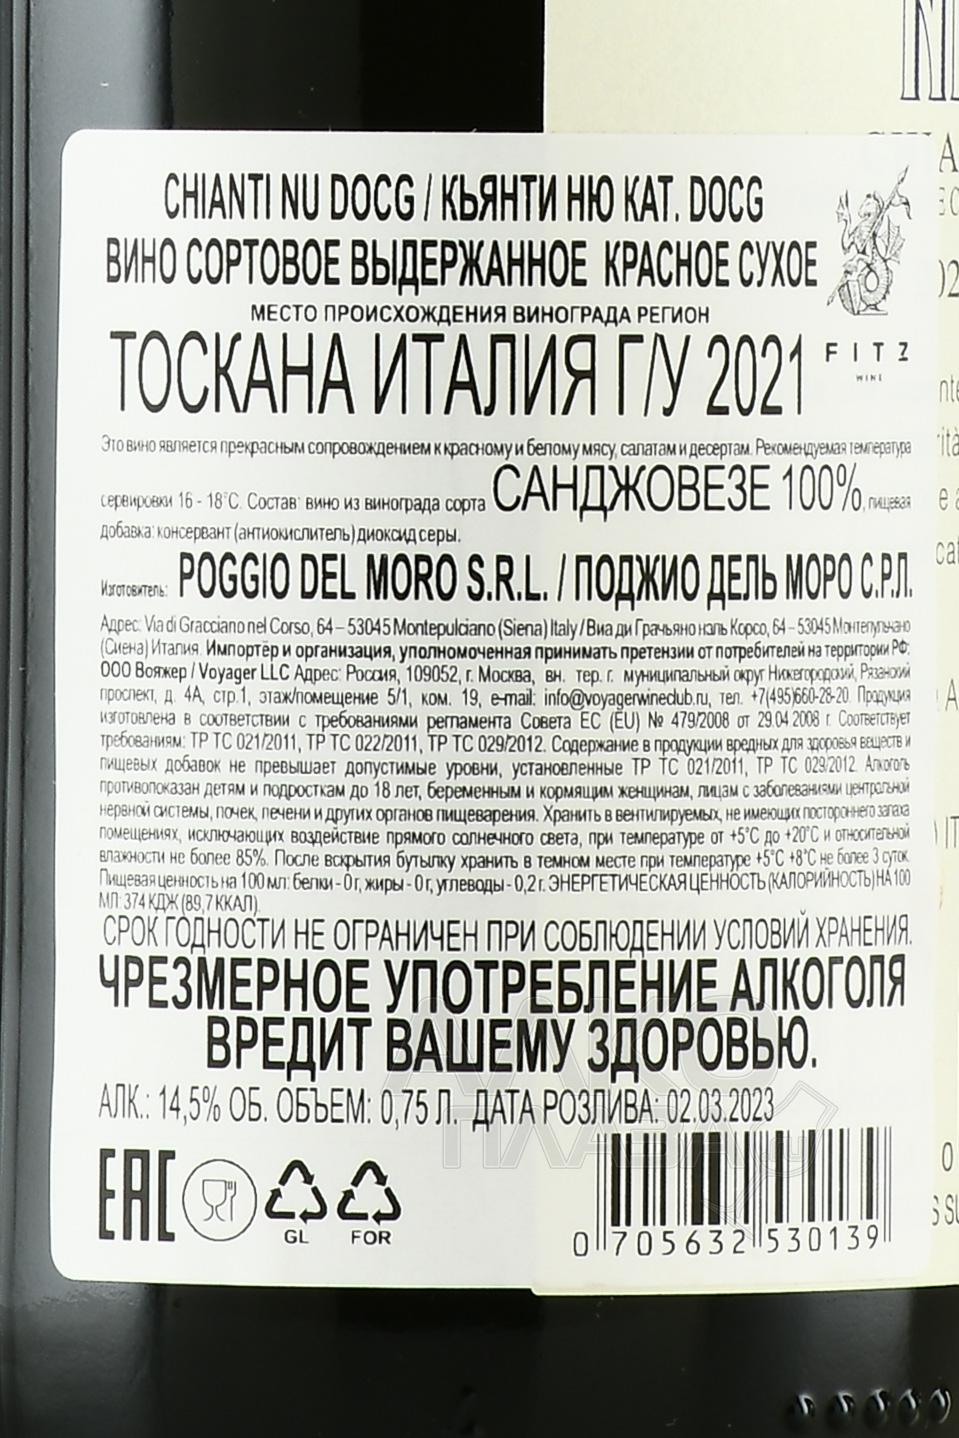 CHIANTI NU DOCG / КЬЯНТИ НЮ КАТ. DOCG
ВИНО СОРТОВОЕ ВЫДЕРЖАННОЕ КРАСНОЕ СУХОЕ
МЕСТО ПРОИСХОЖДЕНИЯ ВИНОГРАДА РЕГИОН
ТОСКАНА ИТАЛИЯ Г/У 2021
FITZ
WINE
Это вино является прекрасным сопровождением к красному и белому мясу, салатам и десертам. Рекомендуемая температура
сервировки 16 - 18°C. Состав: вино из винограда сорта САНДЖОВЕЗЕ 100%, пищевая
добавка: консервант (антиокислитель) диоксид серы.
Изготовитель: POGGIO DEL MORO S.R.L. / ПОДЖИО ДЕЛЬ МОРО С.Р.Л.
Адрес: Via di Gracciano nel Corso, 64 – 53045 Montepulciano (Siena) Italy / Виа ди Грачьяно нэль Корсо, 64 – 53045 Монтепульчано
(Сиена) Италия. Импортёр и организация, уполномоченная принимать претензии от потребителей на территории РФ:
ООО Вояжер / Voyager LLC Адрес: Россия, 109052, г. Москва, вн. тер. г. муниципальный округ Нижегородский, Рязанский
проспект, д. 4А, стр.1, этаж/помещение 5/1, ком. 19, e-mail: info@voyagerwineclub.ru, тел. +7(495)660-28-20. Продукция
изготовлена в соответствии с требованиями регламента Совета ЕС (EU) № 479/2008 от 29.04.2008 г. Соответствует
требованиям: ТР ТС 021/2011, ТР ТС 022/2011, ТР ТС 029/2012. Содержание в продукции вредных для здоровья веществ и
пищевых добавок не превышает допустимые уровни, установленные ТР ТС 021/2011, ТР ТС 029/2012. Алкоголь
противопоказан детям и подросткам до 18 лет, беременным и кормящим женщинам, лицам с заболеваниями центральной
нервной системы, почек, печени и других органов пищеварения. Хранить в вентилируемых, не имеющих постороннего запаха
помещениях, исключающих воздействие прямого солнечного света, при температуре от +5°С до +20°С и относительной
влажности не более 85%. После вскрытия бутылку хранить в темном месте при температуре +5°С +8°С не более 3 суток.
Пищевая ценность на 100 мл: белки - 0 г, жиры - 0 г, углеводы - 0,2 г. ЭНЕРГЕТИЧЕСКАЯ ЦЕННОСТЬ (КАЛОРИЙНОСТЬ) НА 100
МЛ: 374 КДЖ (89,7 ККАЛ).
СРОК ГОДНОСТИ НЕ ОГРАНИЧЕН ПРИ СОБЛЮДЕНИИ УСЛОВИЙ ХРАНЕНИЯ.
ЧРЕЗМЕРНОЕ УПОТРЕБЛЕНИЕ АЛКОГОЛЯ
ВРЕДИТ ВАШЕМУ ЗДОРОВЬЮ.
АЛК.: 14,5% ОБ. ОБЪЕМ: 0,75 Л. ДАТА РОЗЛИВА: 02.03.2023
EAC
GL
FOR
0 705632 530139